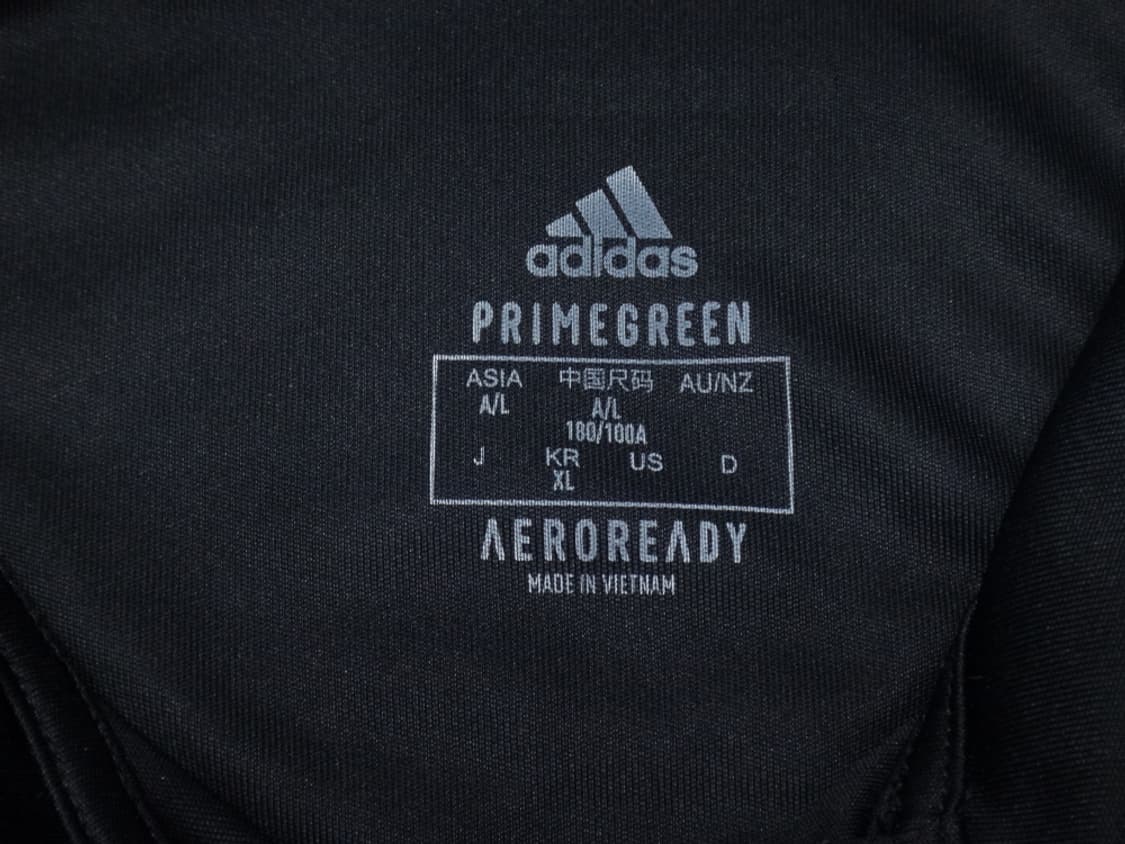 adidas
PRIMEGREEN
ASIA 中国尺码 AU/NZ
A/L A/L
180/100A
J KR US D
XL
AEROREADY
MADE IN VIETNAM